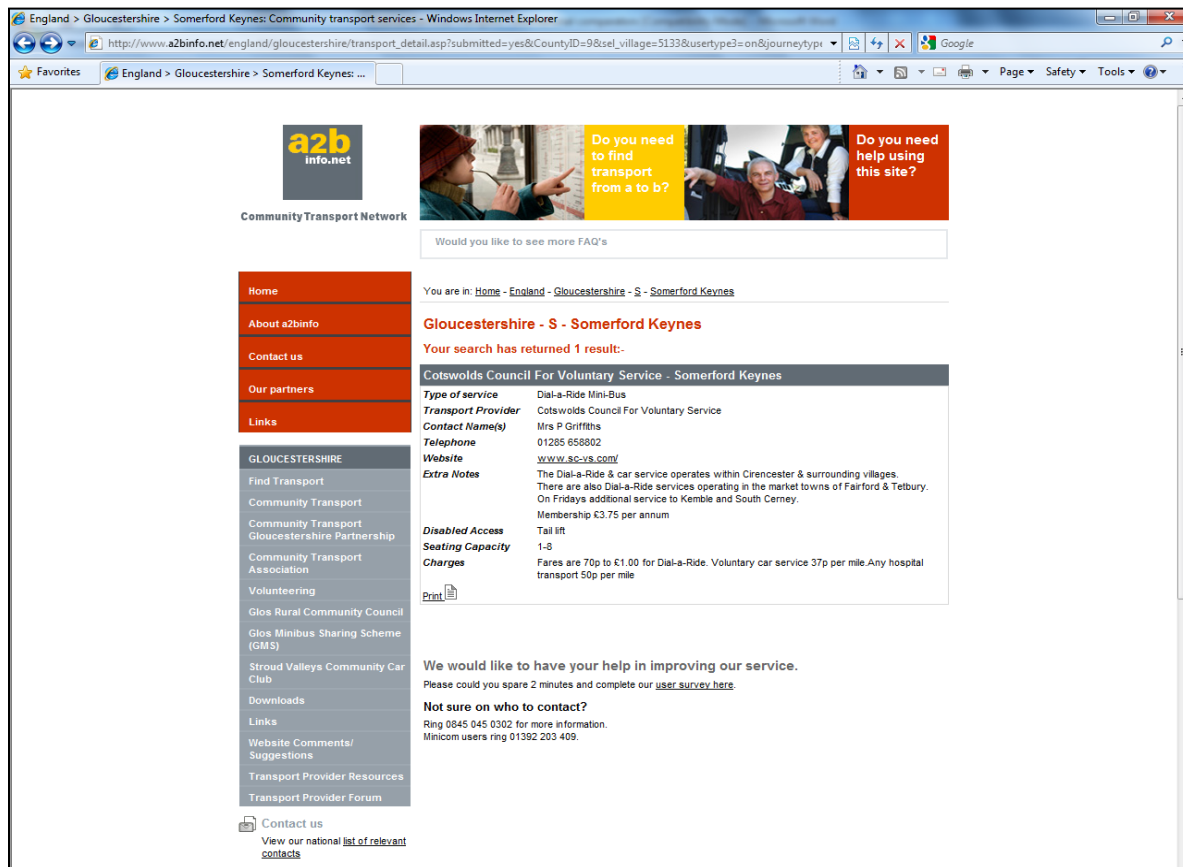 England > Gloucestershire > Somerford Keynes: Community transport services - Windows Internet Explorer
http://www.a2binfo.net/england/gloucestershire/transport_detail.asp?submitted=yes&CountyID=9&sel_village=5133&usertype3=on&journeytype
Google
Favorites
England > Gloucestershire > Somerford Keynes: ...
Page
Safety
Tools
a2b
info.net
Community Transport Network
Do you need
to find
transport
from a to b?
Do you need
help using
this site?
Would you like to see more FAQ's
Home
About a2binfo
Contact us
Our partners
Links
GLOUCESTERSHIRE
Find Transport
Community Transport
Community Transport
Gloucestershire Partnership
Community Transport
Association
Volunteering
Glos Rural Community Council
Glos Minibus Sharing Scheme
(GMS)
Stroud Valleys Community Car
Club
Downloads
Links
Website Comments/
Suggestions
Transport Provider Resources
Transport Provider Forum
Contact us
View our national list of relevant
contacts
You are in: Home - England - Gloucestershire - S - Somerford Keynes
Gloucestershire - S - Somerford Keynes
Your search has returned 1 result:-
Cotswolds Council For Voluntary Service - Somerford Keynes
Type of service Dial-a-Ride Mini-Bus
Transport Provider Cotswolds Council For Voluntary Service
Contact Name(s) Mrs P Griffiths
Telephone 01285 658802
Website www.sc-vs.com/
Extra Notes The Dial-a-Ride & car service operates within Cirencester & surrounding villages.
There are also Dial-a-Ride services operating in the market towns of Fairford & Tetbury.
On Fridays additional service to Kemble and South Cerney.
Membership £3.75 per annum
Disabled Access Tail lift
Seating Capacity 1-8
Charges Fares are 70p to £1.00 for Dial-a-Ride. Voluntary car service 37p per mile.Any hospital
transport 50p per mile
Print
We would like to have your help in improving our service.
Please could you spare 2 minutes and complete our user survey here.
Not sure on who to contact?
Ring 0845 045 0302 for more information.
Minicom users ring 01392 203 409.